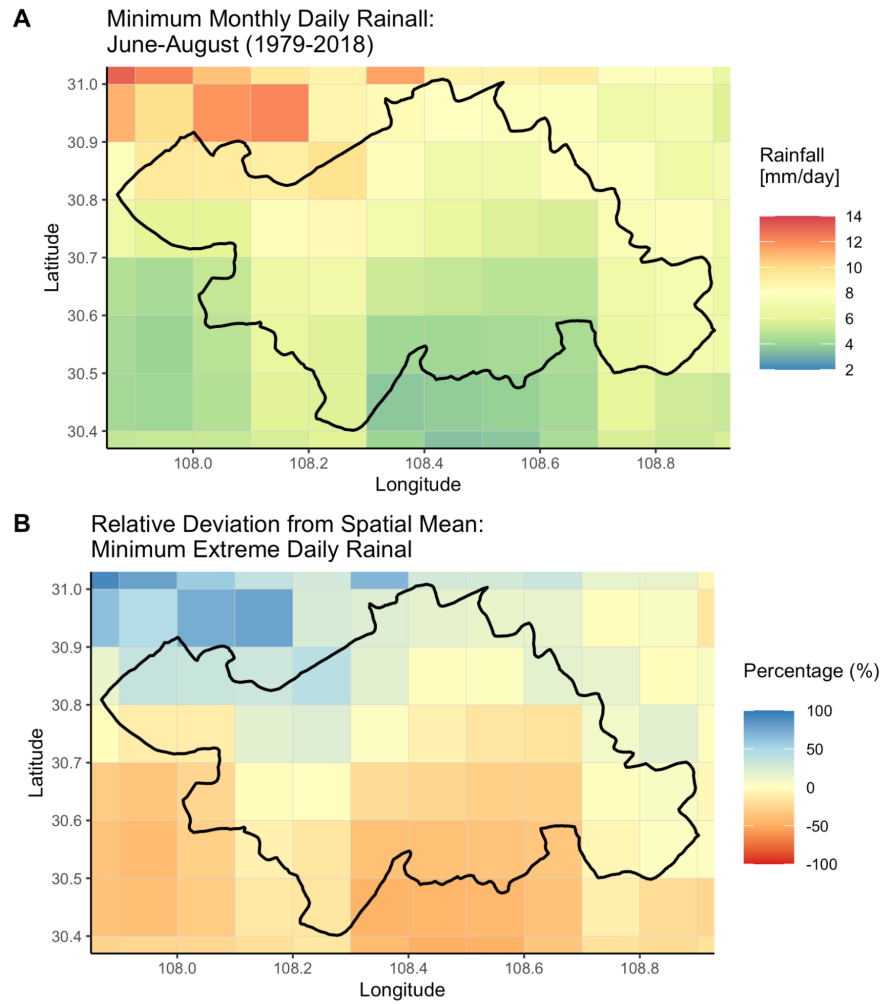 A
Minimum Monthly Daily Rainall:
June-August (1979-2018)
31.0
30.9
30.8
30.7
30.6
30.5
30.4
Latitude
108.0 108.2 108.4 108.6 108.8
Longitude
Rainfall
[mm/day]
14
12
10
8
6
4
2
B
Relative Deviation from Spatial Mean:
Minimum Extreme Daily Rainal
31.0
30.9
30.8
30.7
30.6
30.5
30.4
Latitude
108.0 108.2 108.4 108.6 108.8
Longitude
Percentage (%)
100
50
0
-50
-100